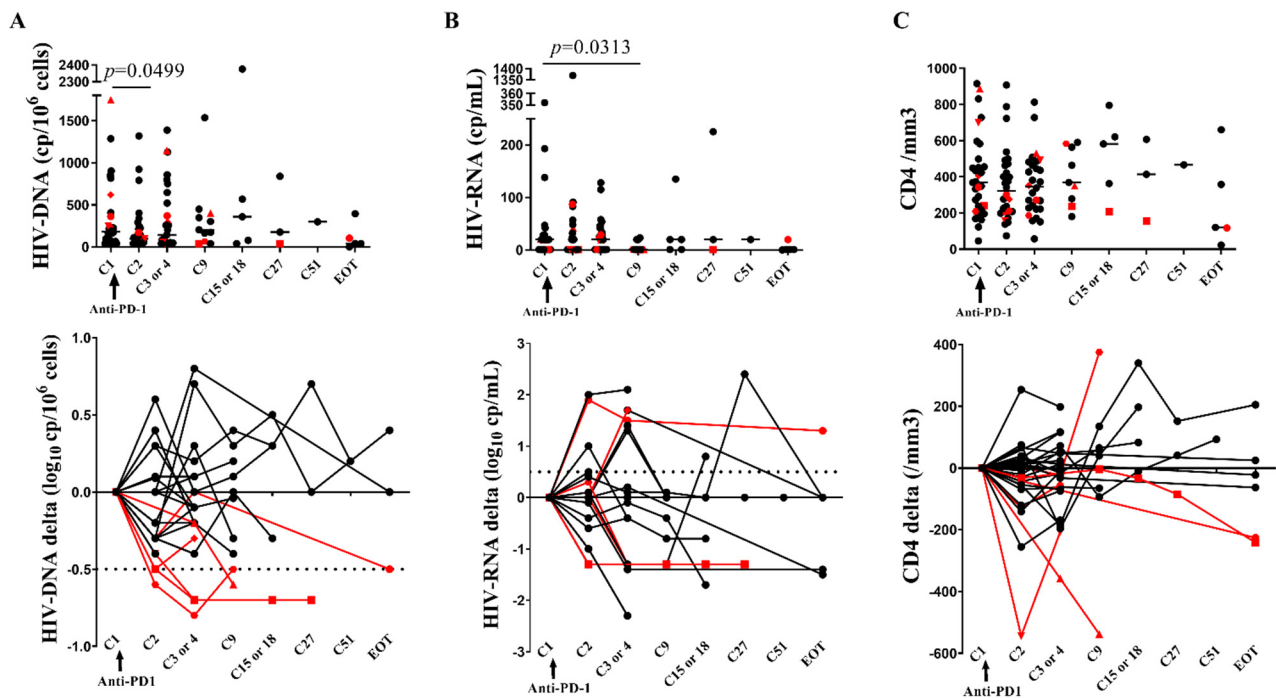 A
HIV-DNA (cp/10⁶ cells)
2400
2300
1500
1000
500
0
p=0.0499
C1
C2
C3 or 4
C9
C15 or 18
C27
C51
EOT
Anti-PD-1
B
HIV-RNA (cp/mL)
1400
1350
360
350
200
100
0
p=0.0313
C1
C2
C3 or 4
C9
C15 or 18
C27
C51
EOT
Anti-PD-1
C
CD4 /mm3
1000
800
600
400
200
0
C1
C2
C3 or 4
C9
C15 or 18
C27
C51
EOT
Anti-PD-1
HIV-DNA delta (log₁₀ cp/10⁶ cells)
1.0
0.5
0.0
-0.5
-1.0
C1
C2
C3 or 4
C9
C15 or 18
C27
C51
EOT
Anti-PD1
HIV-RNA delta (log₁₀ cp/mL)
3
2
1
0
-1
-2
-3
C1
C2
C3 or 4
C9
C15 or 18
C27
C51
EOT
Anti-PD-1
CD4 delta (/mm3)
400
200
0
-200
-400
-600
C1
C2
C3 or 4
C9
C15 or 18
C27
C51
EOT
Anti-PD1